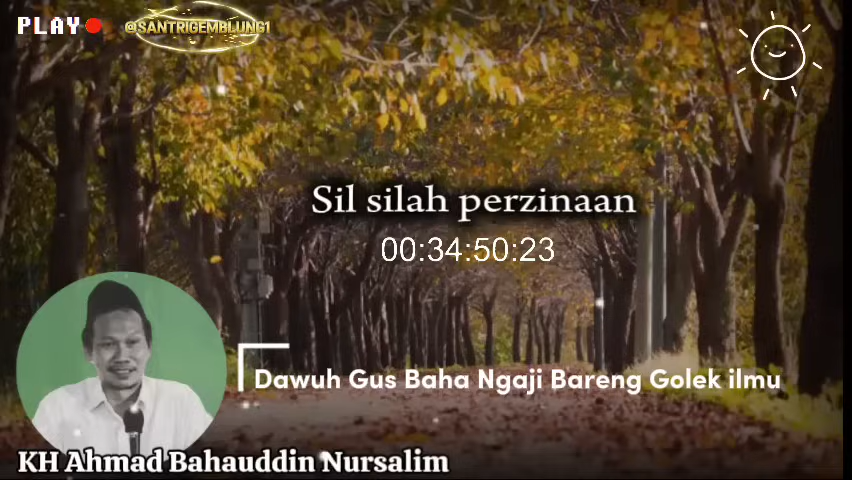 PLAY
@SANTRIGEMBLUNG1
Sil silah perzinaan
00:34:50:23
Dawuh Gus Baha Ngaji Bareng Golek ilmu
KH Ahmad Bahauddin Nursalim